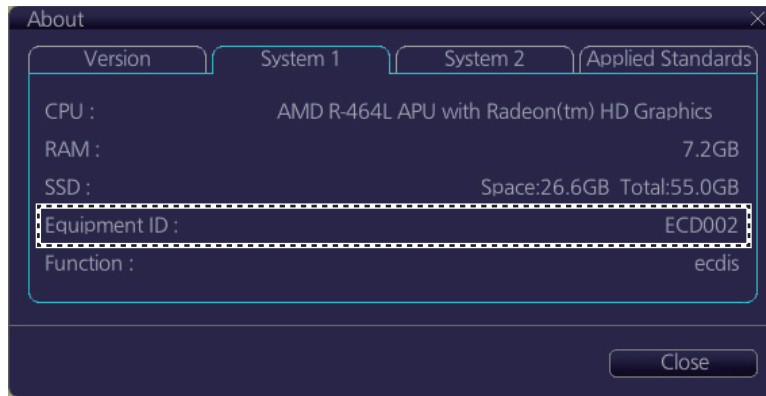 About
Version System 1 System 2 Applied Standards
CPU : AMD R-464L APU with Radeon(tm) HD Graphics
RAM : 7.2GB
SSD : Space:26.6GB Total:55.0GB
Equipment ID : ECD002
Function : ecdis
Close